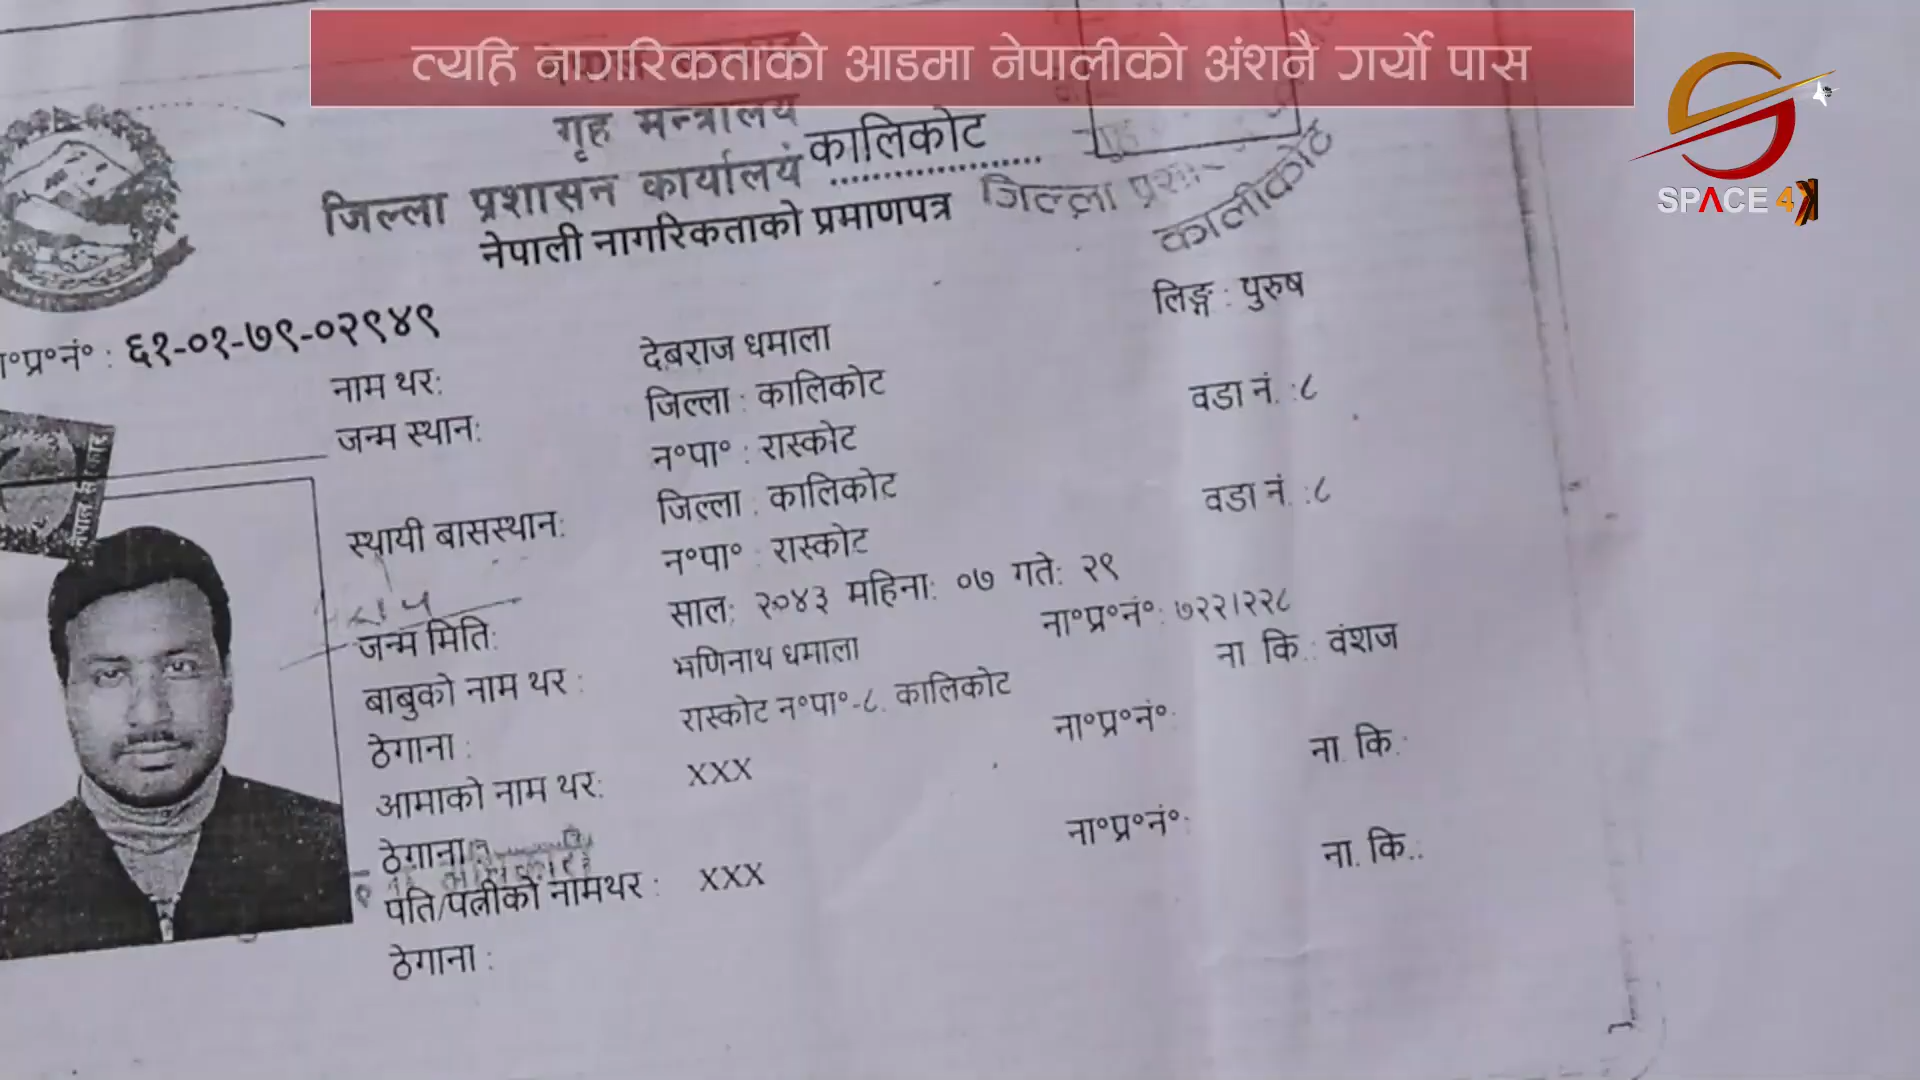 त्यहि नागरिकताको आडमा नेपालीको अंशनै गर्यो पास
SPACE 4K
गृह मन्त्रालय
जिल्ला प्रशासन कार्यालय कालिकोट
नेपाली नागरिकताको प्रमाणपत्र
जिल्ला
कालीकोट
लिङ्ग : पुरुष
ना°प्र°नं° : ६१-०१-७९-०२९४९
नाम थर: देबराज धमाला
जन्म स्थान: जिल्ला : कालिकोट वडा नं. :८
न°पा° : रास्कोट
स्थायी बासस्थान: जिल्ला : कालिकोट वडा नं. :८
न°पा° : रास्कोट
जन्म मिति: साल: २०४३ महिना: ०७ गते: २९
बाबुको नाम थर : भणिनाथ धमाला ना°प्र°नं°: ७२२।२२८
ठेगाना : रास्कोट न°पा°-८, कालिकोट ना कि.: वंशज
आमाको नाम थर: XXX ना°प्र°नं°:
ठेगाना ना. कि.:
पति/पत्नीको नामथर : XXX ना°प्र°नं°:
ठेगाना : ना. कि.: